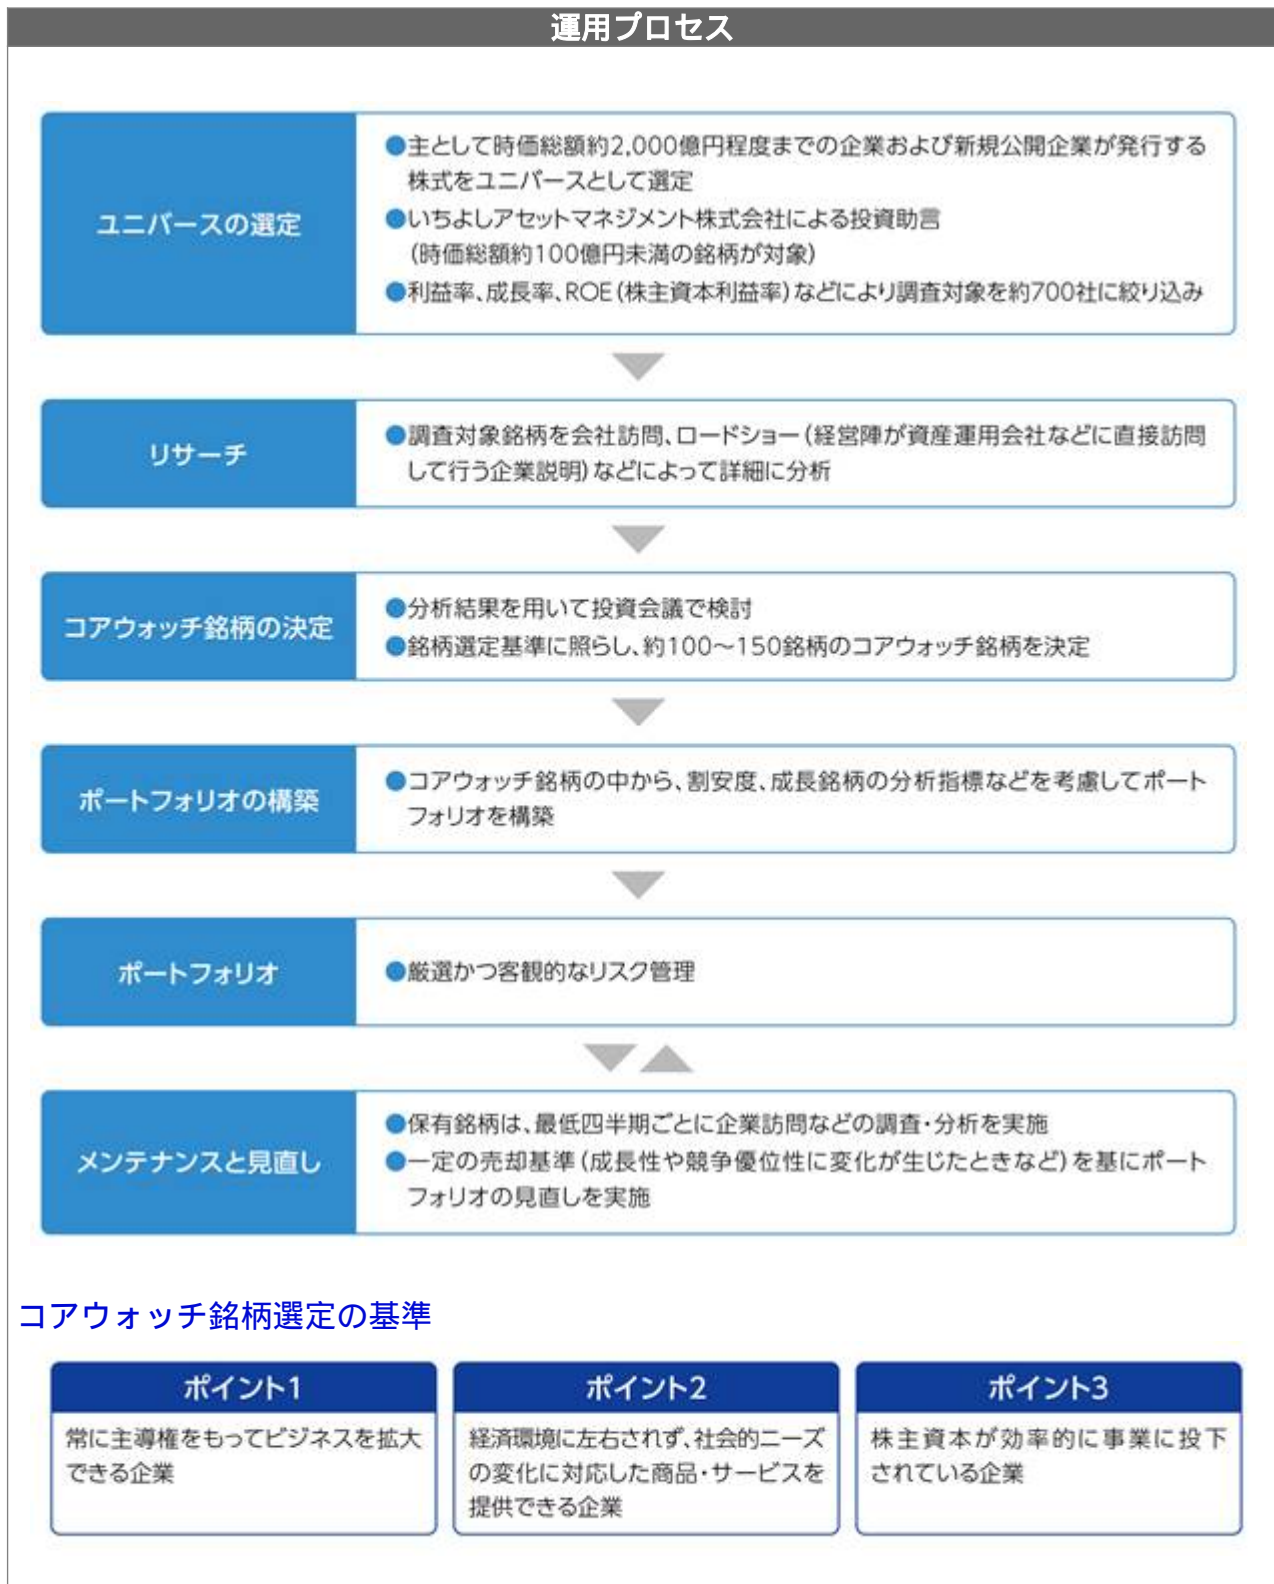 運用プロセス
ユニバースの選定
●主として時価総額約2,000億円程度までの企業および新規公開企業が発行する
株式をユニバースとして選定
●いちよしアセットマネジメント株式会社による投資助言
(時価総額約100億円未満の銘柄が対象)
●利益率、成長率、ROE(株主資本利益率)などにより調査対象を約700社に絞り込み
リサーチ
●調査対象銘柄を会社訪問、ロードショー(経営陣が資産運用会社などに直接訪問
して行う企業説明)などによって詳細に分析
コアウォッチ銘柄の決定
●分析結果を用いて投資会議で検討
●銘柄選定基準に照らし、約100～150銘柄のコアウォッチ銘柄を決定
ポートフォリオの構築
●コアウォッチ銘柄の中から、割安度、成長銘柄の分析指標などを考慮してポート
フォリオを構築
ポートフォリオ
●厳選かつ客観的なリスク管理
メンテナンスと見直し
●保有銘柄は、最低四半期ごとに企業訪問などの調査・分析を実施
●一定の売却基準(成長性や競争優位性に変化が生じたときなど)を基にポート
フォリオの見直しを実施
コアウォッチ銘柄選定の基準
ポイント1
常に主導権をもってビジネスを拡大
できる企業
ポイント2
経済環境に左右されず、社会的ニーズ
の変化に対応した商品・サービスを
提供できる企業
ポイント3
株主資本が効率的に事業に投下
されている企業